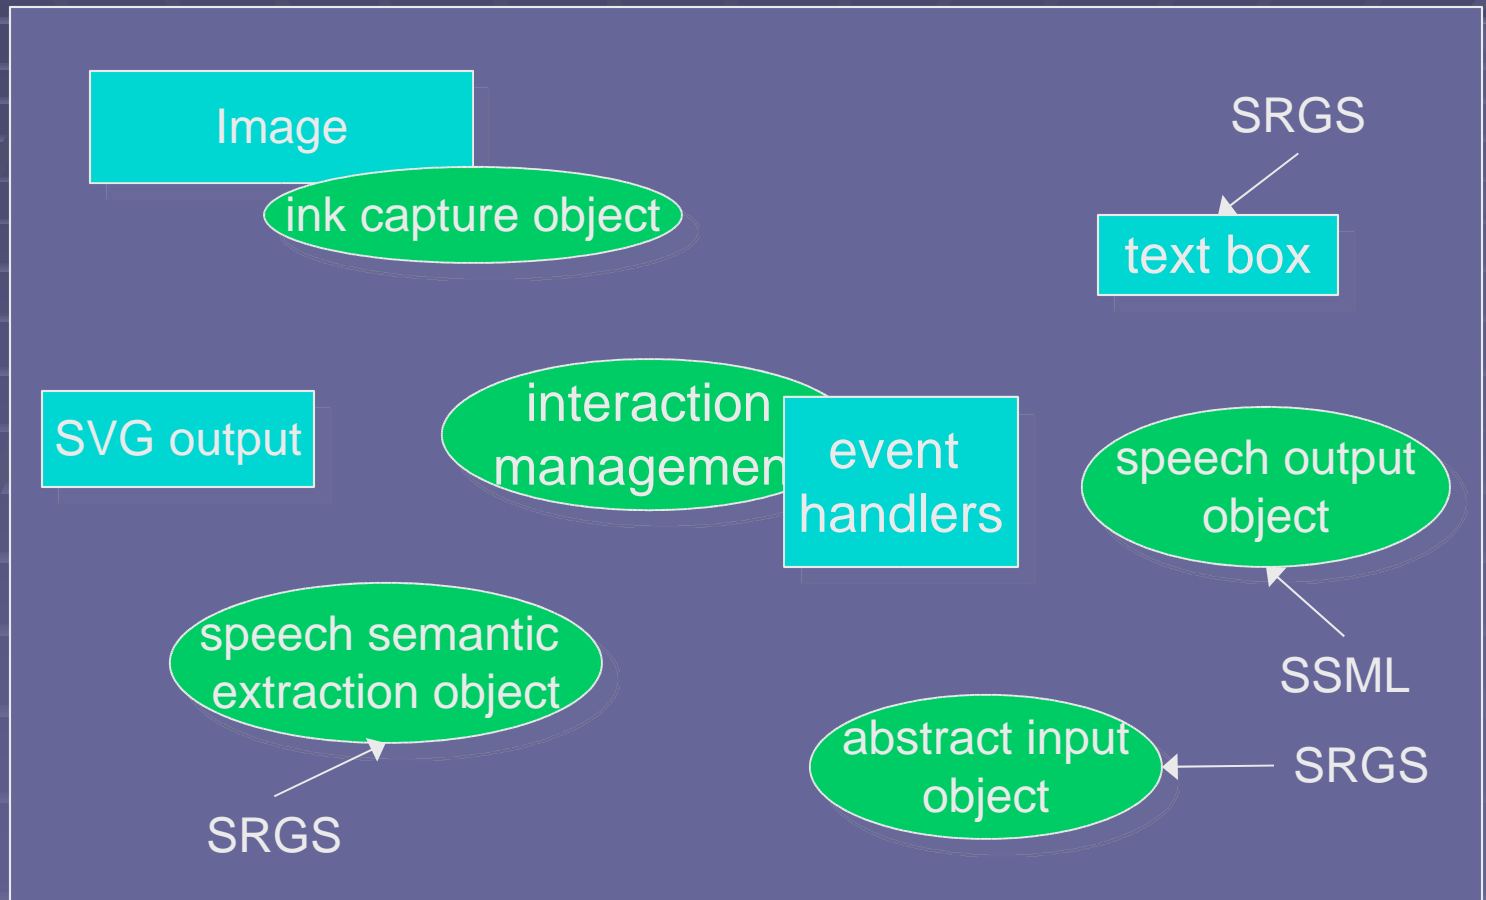 Image
ink capture object
SRGS
text box
SVG output
interaction
managemen
event
handlers
speech output
object
SSML
speech semantic
extraction object
SRGS
abstract input
object
SRGS